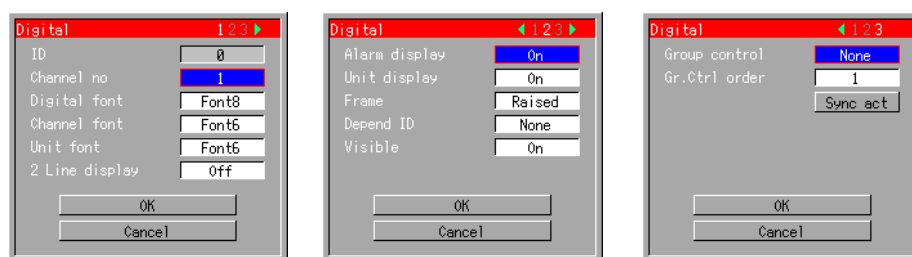 Digital 1 2 3
ID 0
Channel no 1
Digital font Font8
Channel font Font6
Unit font Font6
2 Line display Off
OK
Cancel
Digital 1 2 3
Alarm display On
Unit display On
Frame Raised
Depend ID None
Visible On
OK
Cancel
Digital 1 2 3
Group control None
Gr.Ctrl order 1
Sync act
OK
Cancel